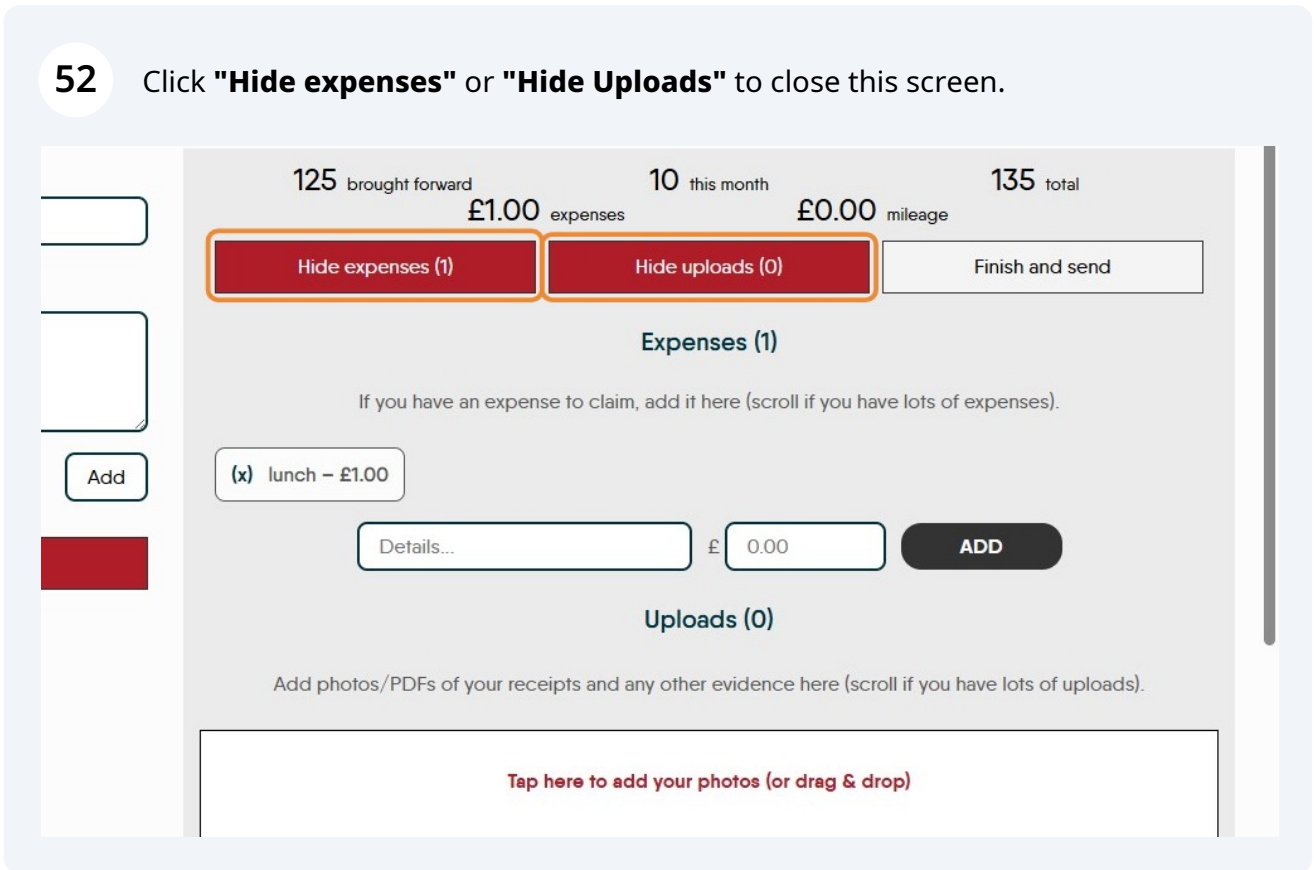 52 Click "Hide expenses" or "Hide Uploads" to close this screen.
125 brought forward 10 this month 135 total
£1.00 expenses £0.00 mileage
Hide expenses (1) Hide uploads (0) Finish and send
Expenses (1)
If you have an expense to claim, add it here (scroll if you have lots of expenses).
Add (x) lunch – £1.00
Details... £ 0.00 ADD
Uploads (0)
Add photos/PDFs of your receipts and any other evidence here (scroll if you have lots of uploads).
Tap here to add your photos (or drag & drop)